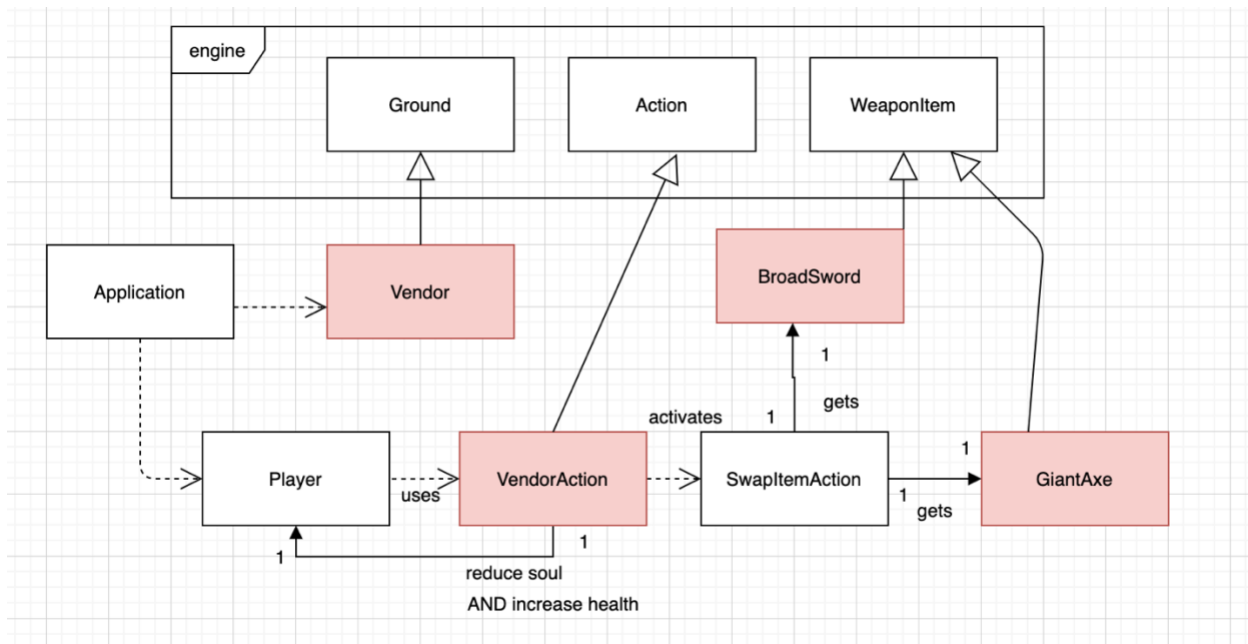 engine
Ground
Action
WeaponItem
Application
Vendor
BroadSword
1
activates
1
gets
Player
uses
VendorAction
SwapItemAction
1
GiantAxe
1
gets
1
1
reduce soul
AND increase health